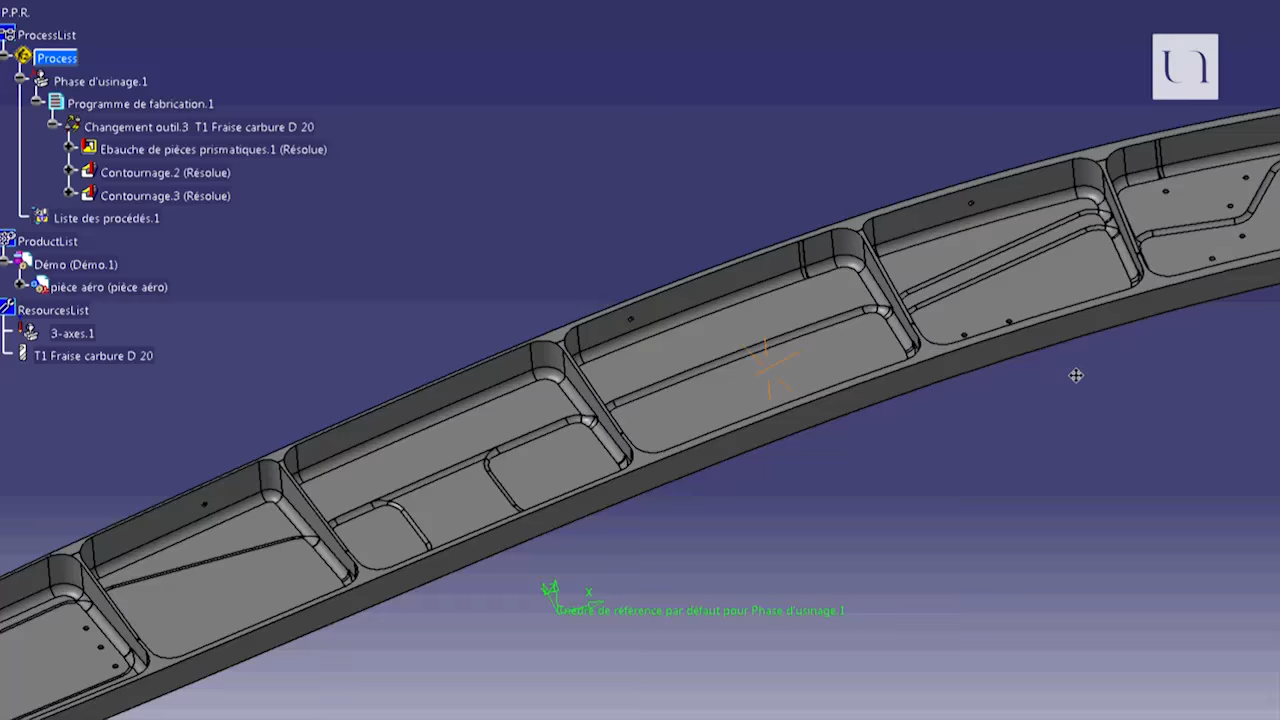 P.P.R.
ProcessList
Process
Phase d'usinage.1
Programme de fabrication.1
Changement outil.3 T1 Fraise carbure D 20
Ebauche de pièces prismatiques.1 (Résolue)
Contournage.2 (Résolue)
Contournage.3 (Résolue)
Liste des procédés.1
ProductList
Démo (Démo.1)
pièce aéro (pièce aéro)
ResourcesList
3-axes.1
T1 Fraise carbure D 20
X
de référence par défaut pour Phase d'usinage.1